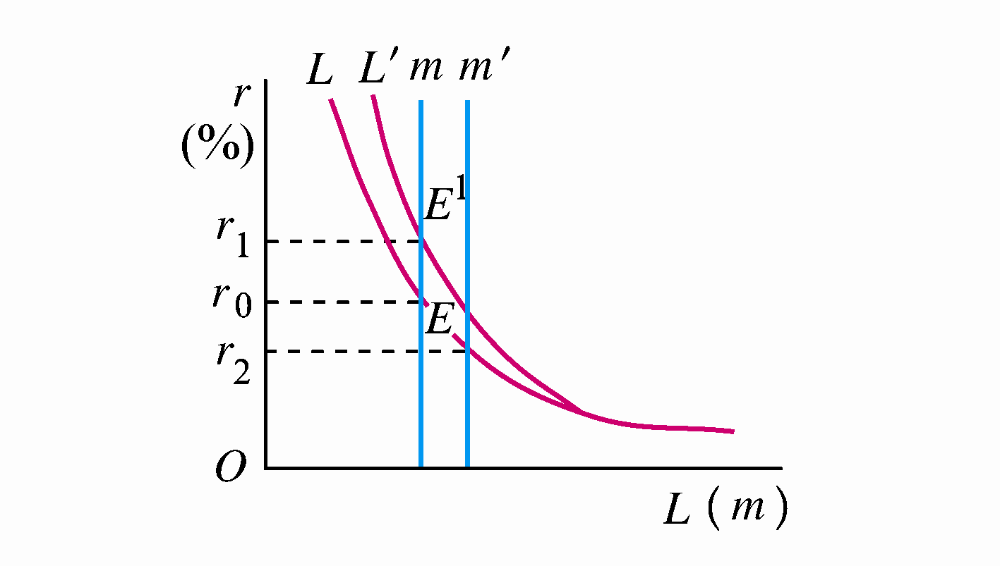 L L′ m m′
r
(%)
E¹
r₁
r₀
E
r₂
O
L ( m )